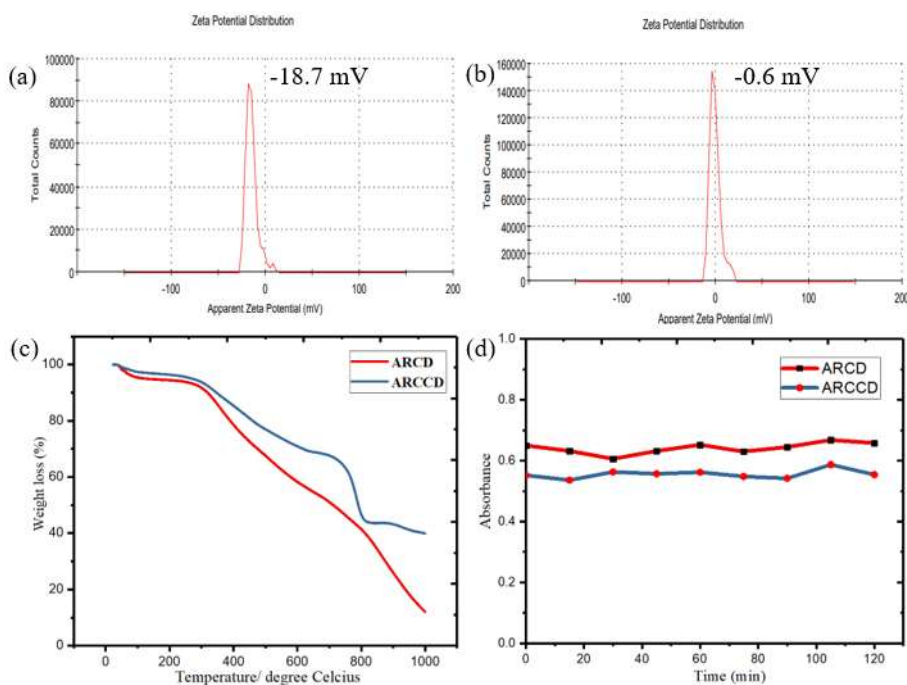 Zeta Potential Distribution
(a)
-18.7 mV
100000
80000
60000
40000
20000
0
Total Counts
-100
0
100
200
Apparent Zeta Potential (mV)
Zeta Potential Distribution
(b)
-0.6 mV
160000
140000
120000
100000
80000
60000
40000
20000
0
Total Counts
-100
0
100
200
Apparent Zeta Potential (mV)
(c)
ARCD
ARCCD
100
80
60
40
20
0
Weight loss (%)
0
200
400
600
800
1000
Temperature/ degree Celcius
(d)
ARCD
ARCCD
1.0
0.8
0.6
0.4
0.2
0.0
Absorbance
0
20
40
60
80
100
120
Time (min)